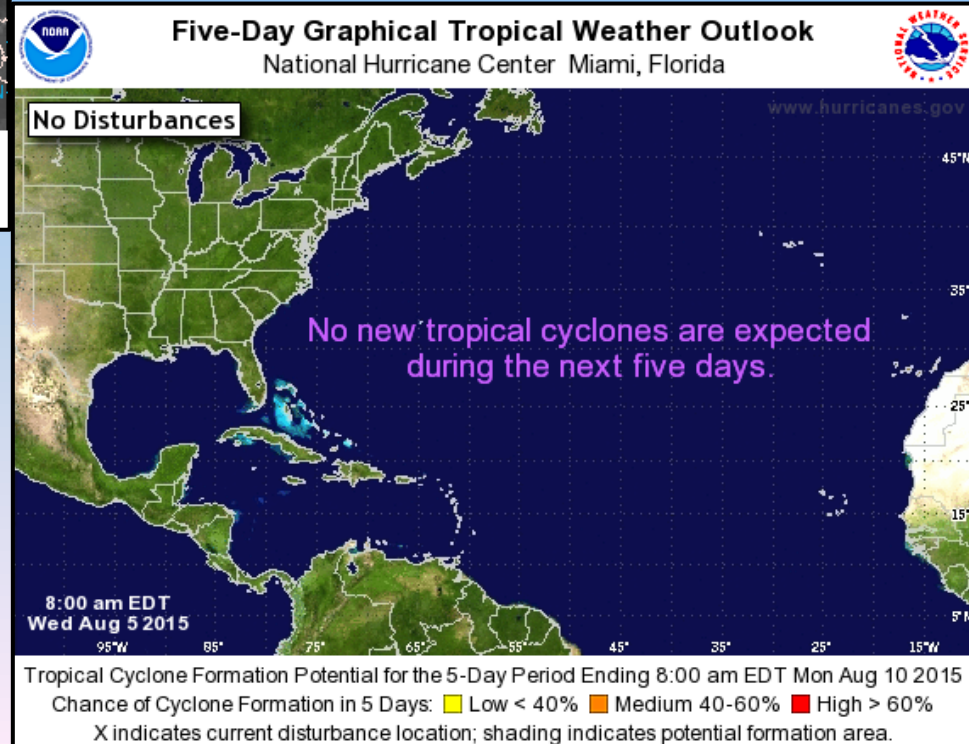 Five-Day Graphical Tropical Weather Outlook
National Hurricane Center Miami, Florida
NOAA
NATIONAL WEATHER SERVICE
No Disturbances
www.hurricanes.gov
45°N
35°
No new tropical cyclones are expected
during the next five days.
25°
15°
8:00 am EDT
Wed Aug 5 2015
5°N
95°W 85° 75° 65° 55° 45° 35° 25° 15°W
Tropical Cyclone Formation Potential for the 5-Day Period Ending 8:00 am EDT Mon Aug 10 2015
Chance of Cyclone Formation in 5 Days: Low < 40% Medium 40-60% High > 60%
X indicates current disturbance location; shading indicates potential formation area.